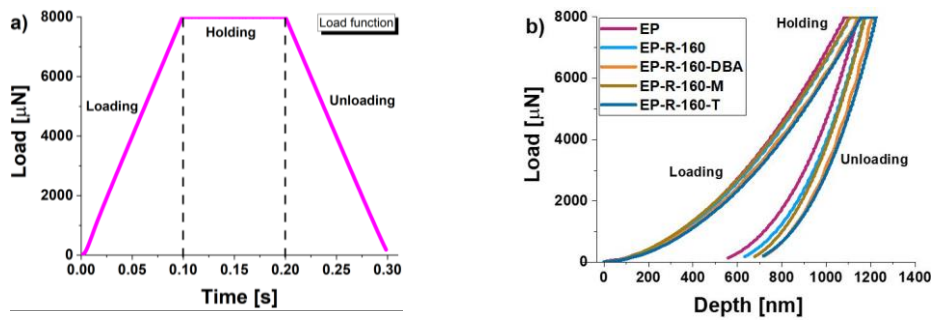 a)
Load function
Load [µN]
8000
6000
4000
2000
0
Loading
Holding
Unloading
0.00 0.05 0.10 0.15 0.20 0.25 0.30
Time [s]
b)
Load [µN]
8000
6000
4000
2000
0
EP
EP-R-160
EP-R-160-DBA
EP-R-160-M
EP-R-160-T
Holding
Loading
Unloading
0 200 400 600 800 1000 1200 1400
Depth [nm]